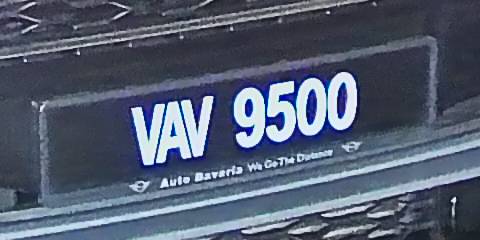 VAV 9500
Auto Bavaria We Go The Distance